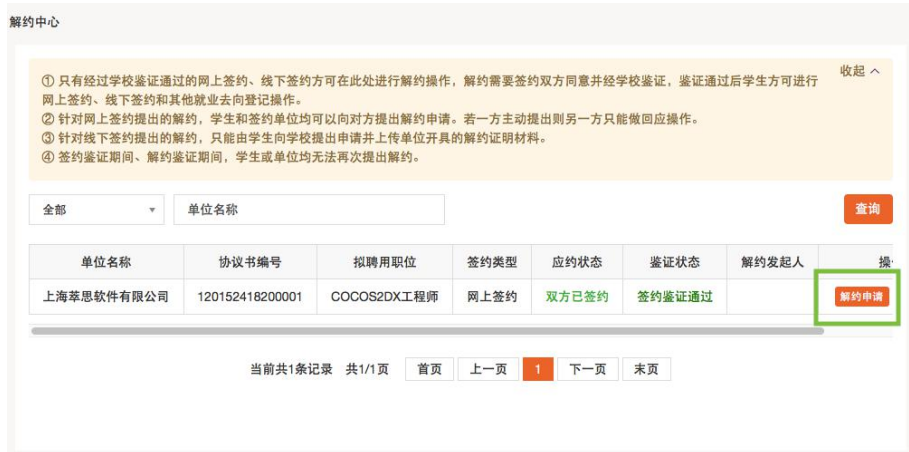 解约中心
① 只有经过学校鉴证通过的网上签约、线下签约方可在此处进行解约操作，解约需要签约双方同意并经学校鉴证，鉴证通过后学生方可进行
收起
网上签约、线下签约和其他就业去向登记操作。
② 针对网上签约提出的解约，学生和签约单位均可以向对方提出解约申请。若一方主动提出则另一方只能做回应操作。
③ 针对线下签约提出的解约，只能由学生向学校提出申请并上传单位开具的解约证明材料。
④ 签约鉴证期间、解约鉴证期间，学生或单位均无法再次提出解约。
全部 单位名称 查询
单位名称 协议书编号 拟聘用职位 签约类型 应约状态 鉴证状态 解约发起人
上海萃思软件有限公司 120152418200001 COCOS2DX工程师 网上签约 双方已签约 签约鉴证通过 解约申请
当前共1条记录 共1/1页 首页 上一页 1 下一页 末页